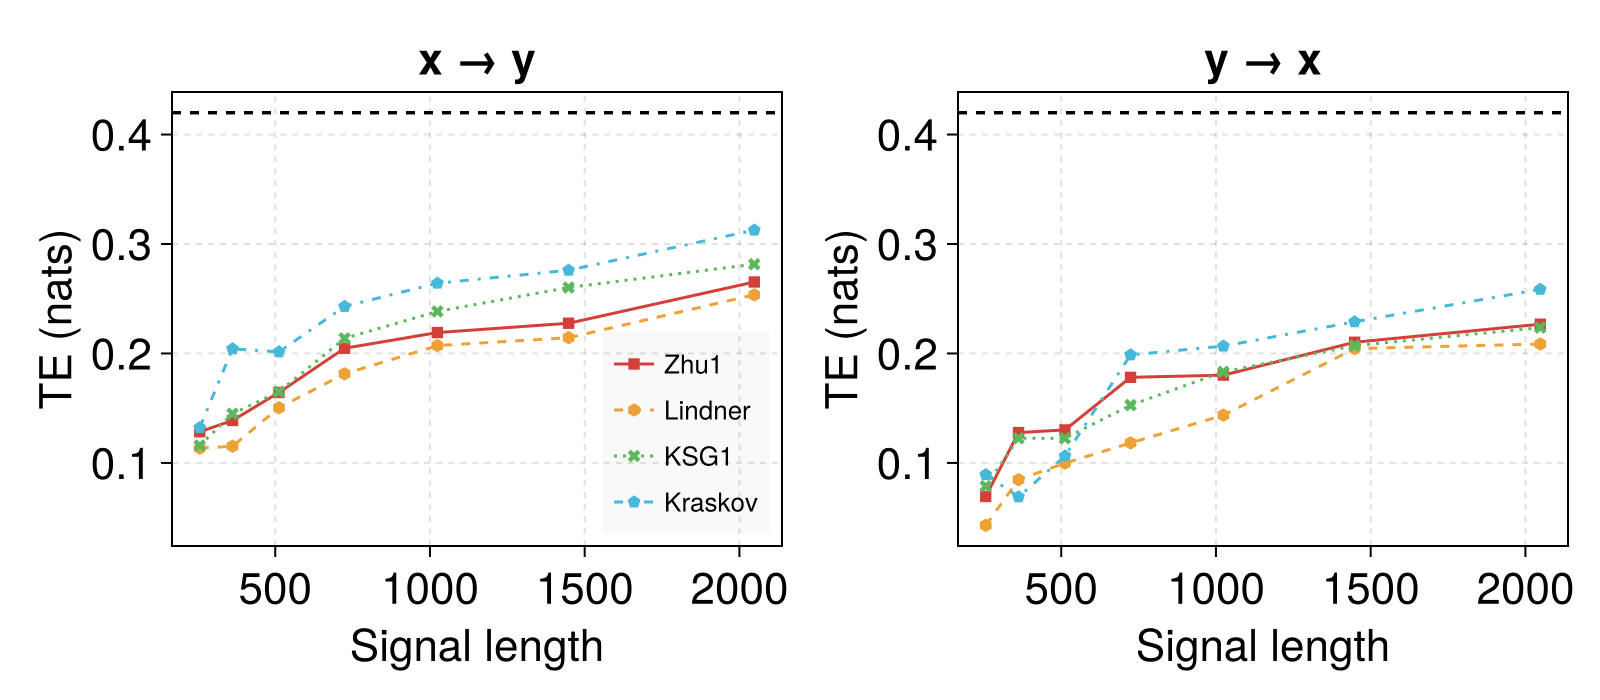 x → y
TE (nats)
0.4
0.3
0.2
0.1
Zhu1
Lindner
KSG1
Kraskov
500 1000 1500 2000
Signal length
y → x
TE (nats)
0.4
0.3
0.2
0.1
500 1000 1500 2000
Signal length